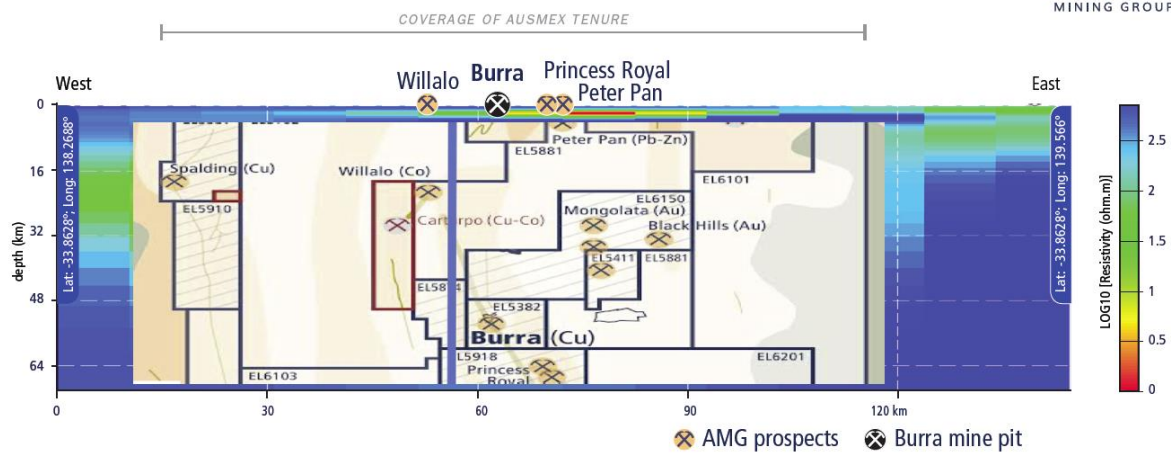 MINING GROUP
COVERAGE OF AUSMEX TENURE
West
Willalo
Burra
Princess Royal
Peter Pan
East
0
16
32
48
64
depth (km)
Lat: -33.8628°; Long: 138.2688°
Spalding (Cu)
EL5910
EL6103
Willalo (Co)
Cartarpo (Cu-Co)
EL5881
Peter Pan (Pb-Zn)
EL6101
EL6150
Mongolata (Au)
Black Hills (Au)
EL5411
EL5881
EL5874
EL5382
Burra (Cu)
L5918
Princess
Royal
EL6201
Lat: -33.8628°; Long: 139.566°
2.5
2
1.5
1
0.5
0
LOG10 [Resistivity (ohm.m)]
0
30
60
90
120 km
AMG prospects
Burra mine pit